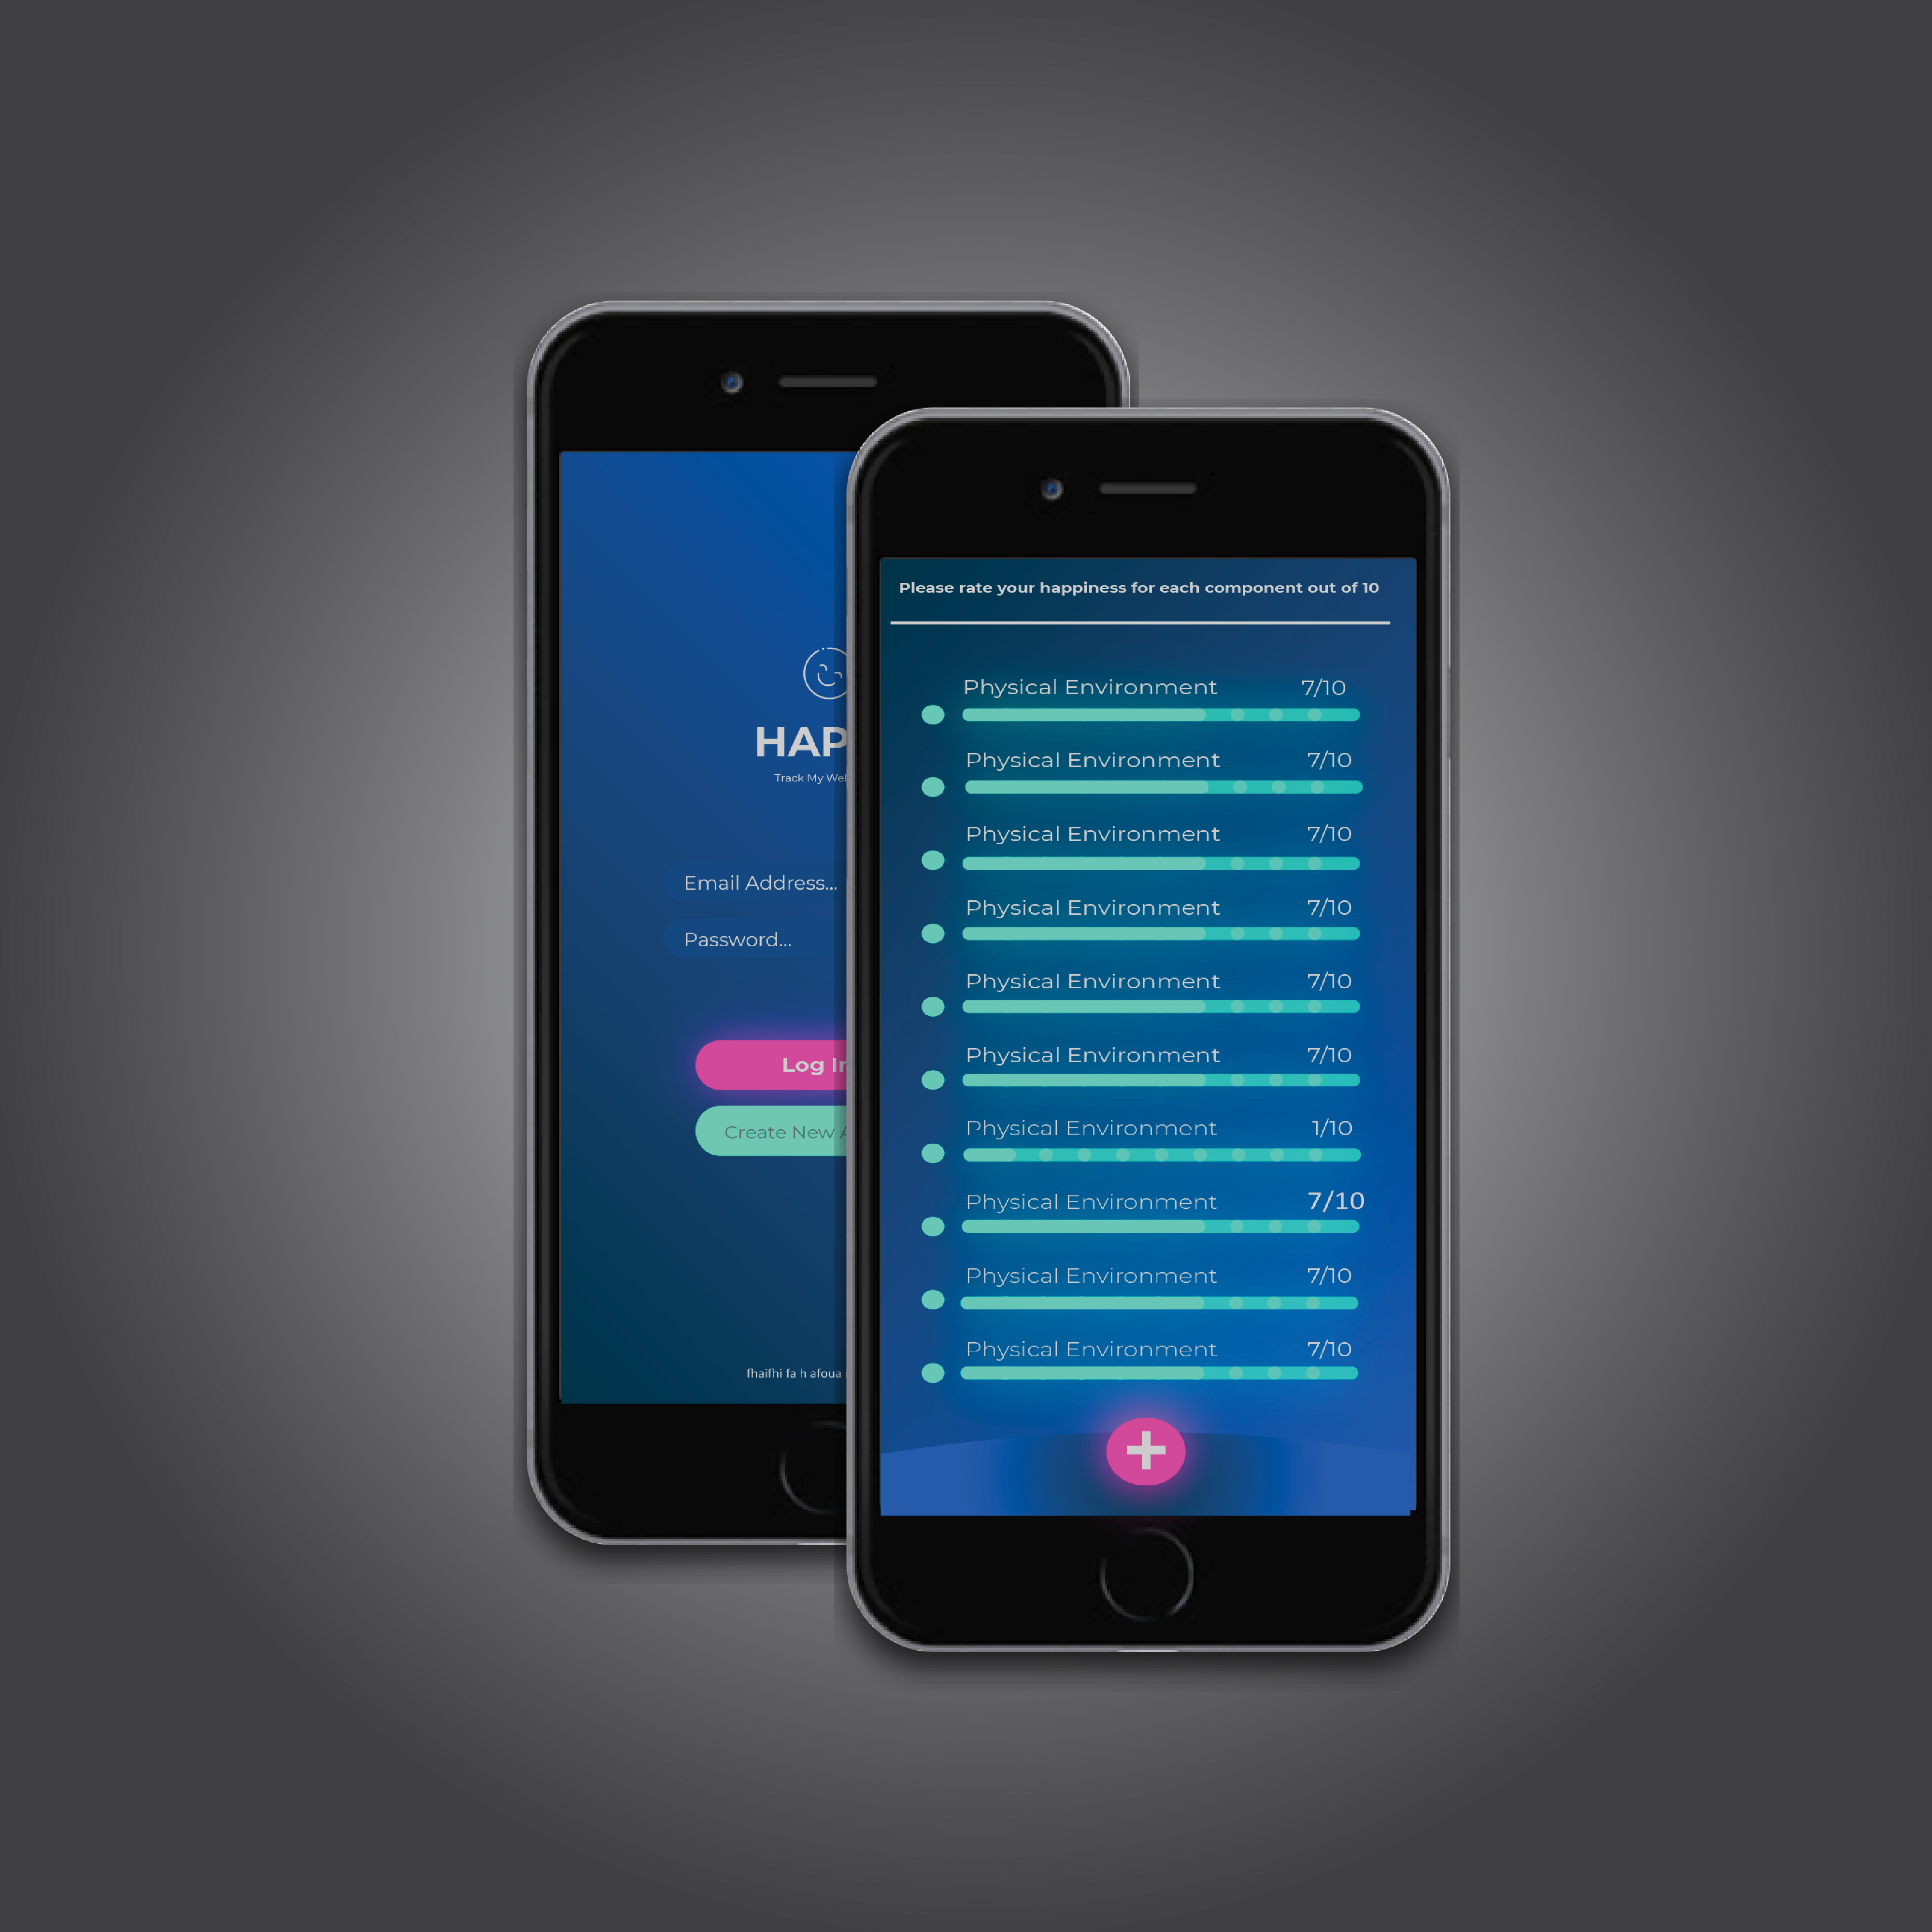 HAP
Track My Wel
Email Address...
Password...
Log In
Create New A
fhaifhi fa h afoua
Please rate your happiness for each component out of 10
Physical Environment 7/10
Physical Environment 7/10
Physical Environment 7/10
Physical Environment 7/10
Physical Environment 7/10
Physical Environment 7/10
Physical Environment 1/10
Physical Environment 7/10
Physical Environment 7/10
Physical Environment 7/10